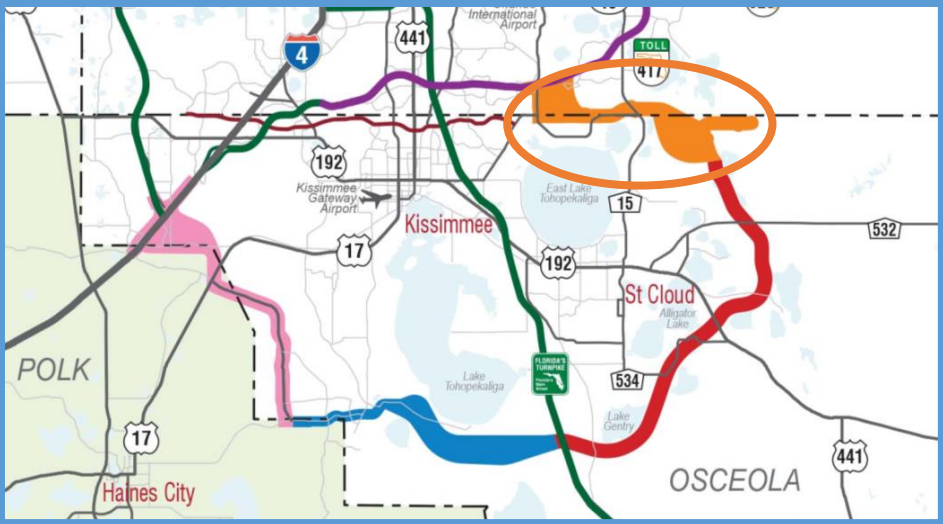 International
Airport
4
441
TOLL
417
192
Kissimmee
Gateway
Airport
East Lake
Tohopekaliga
15
Kissimmee
17
192
532
St Cloud
Alligator
Lake
FLORIDA'S
TURNPIKE
POLK
Lake
Tohopekaliga
534
Lake
Gentry
17
441
Haines City
OSCEOLA